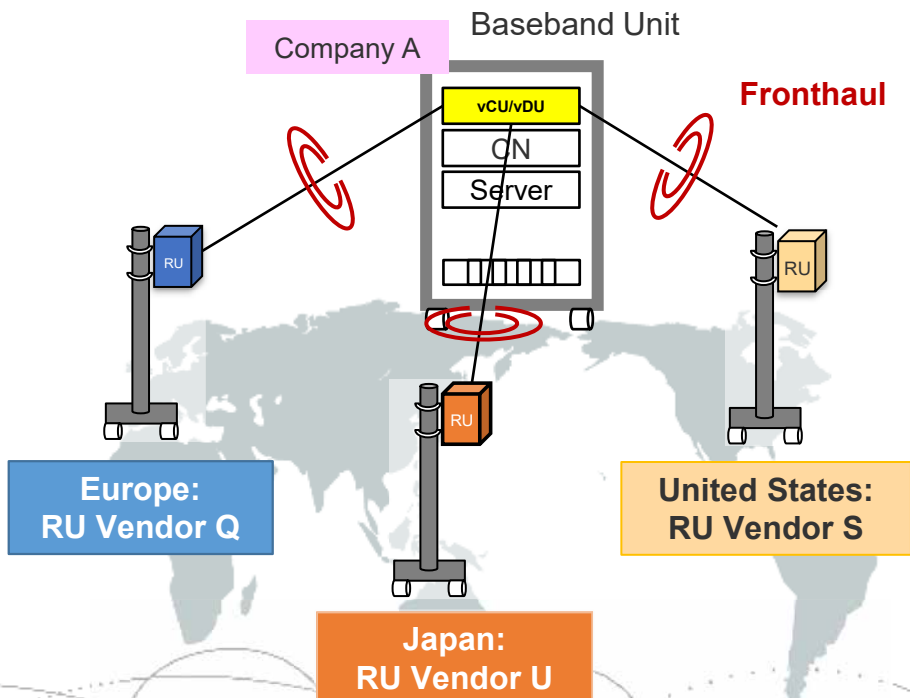 Baseband Unit
Company A
Fronthaul
vCU/vDU
CN
Server
RU
RU
RU
Europe:
RU Vendor Q
United States:
RU Vendor S
Japan:
RU Vendor U